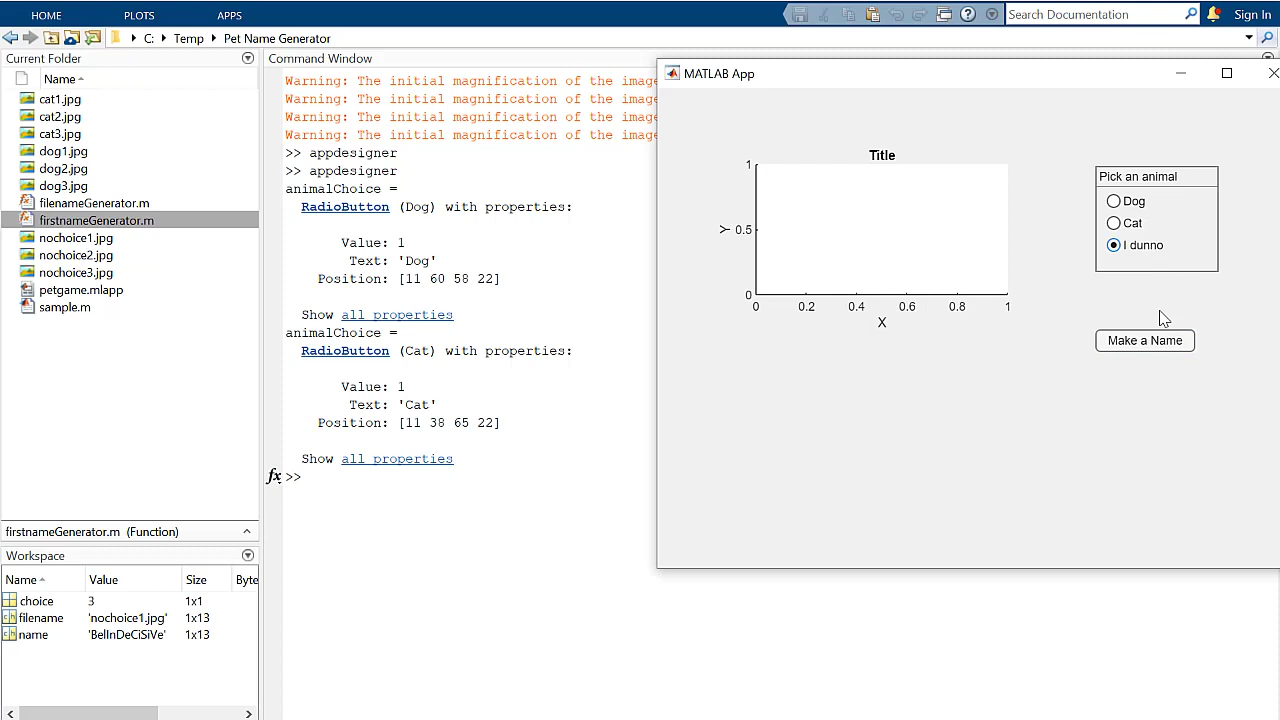 HOME PLOTS APPS Search Documentation Sign In
C: Temp Pet Name Generator
Current Folder
Name
cat1.jpg
cat2.jpg
cat3.jpg
dog1.jpg
dog2.jpg
dog3.jpg
filenameGenerator.m
firstnameGenerator.m
nochoice1.jpg
nochoice2.jpg
nochoice3.jpg
petgame.mlapp
sample.m
firstnameGenerator.m (Function)
Workspace
Name Value Size Byte
choice 3 1x1
filename 'nochoice1.jpg' 1x13
name 'BelInDeCiSiVe' 1x13
Command Window
Warning: The initial magnification of the image
Warning: The initial magnification of the image
Warning: The initial magnification of the image
Warning: The initial magnification of the image
>> appdesigner
>> appdesigner
animalChoice =
RadioButton (Dog) with properties:
Value: 1
Text: 'Dog'
Position: [11 60 58 22]
Show all properties
animalChoice =
RadioButton (Cat) with properties:
Value: 1
Text: 'Cat'
Position: [11 38 65 22]
Show all properties
fx >>
MATLAB App
Title
1
Y 0.5
0
0 0.2 0.4 0.6 0.8 1
X
Pick an animal
Dog
Cat
I dunno
Make a Name